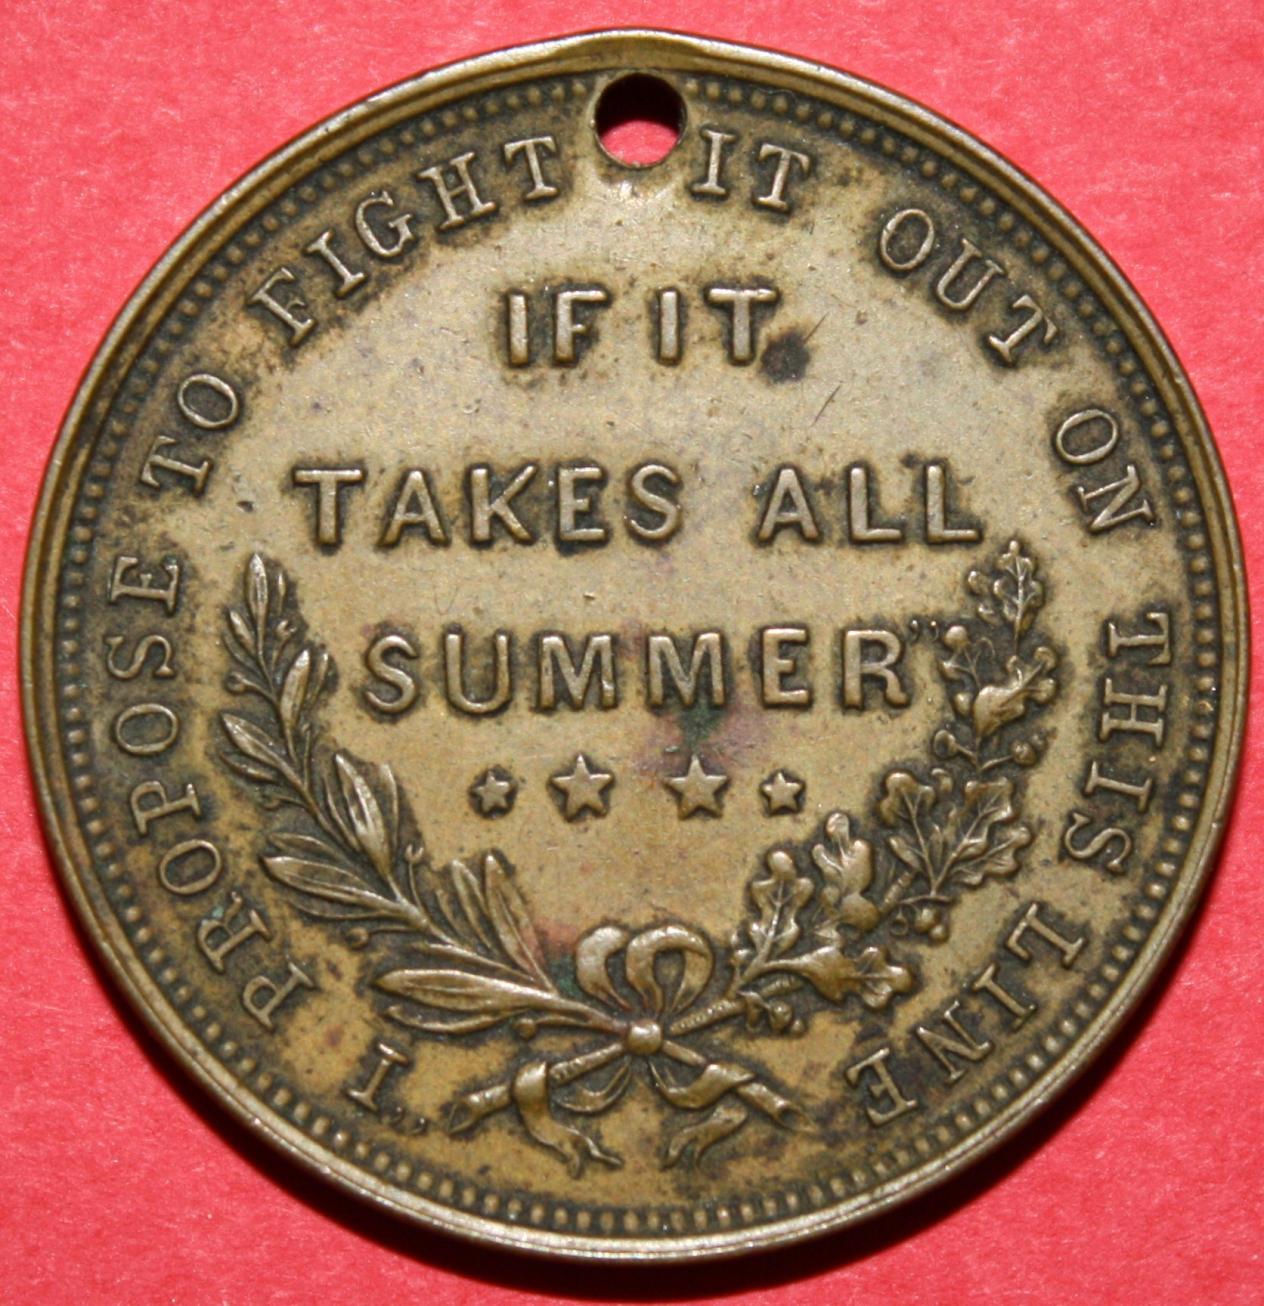 "I PROPOSE TO FIGHT IT OUT ON THIS LINE
IF IT
TAKES ALL
SUMMER"